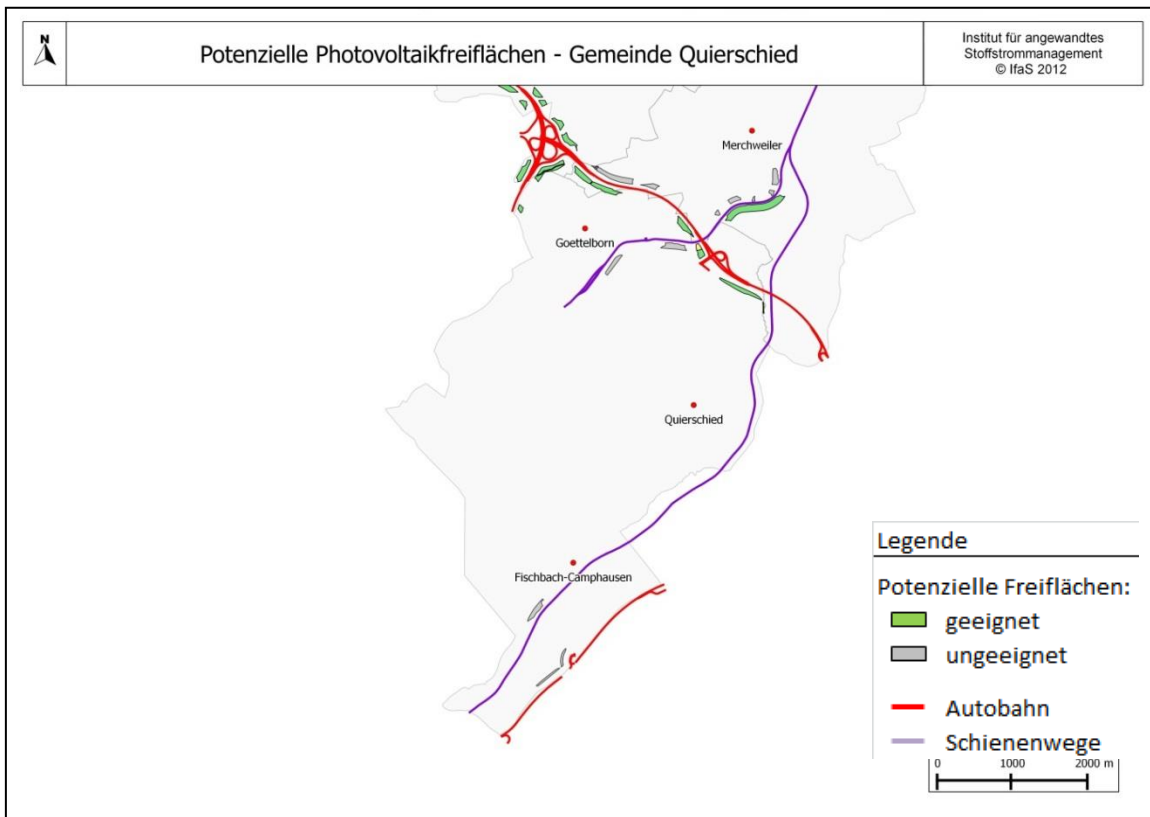 N
Potenzielle Photovoltaikfreiflächen - Gemeinde Quierschied
Institut für angewandtes
Stoffstrommanagement
© IfaS 2012
Merchweiler
Goettelborn
Quierschied
Fischbach-Camphausen
Legende
Potenzielle Freiflächen:
geeignet
ungeeignet
Autobahn
Schienenwege
0 1000 2000 m